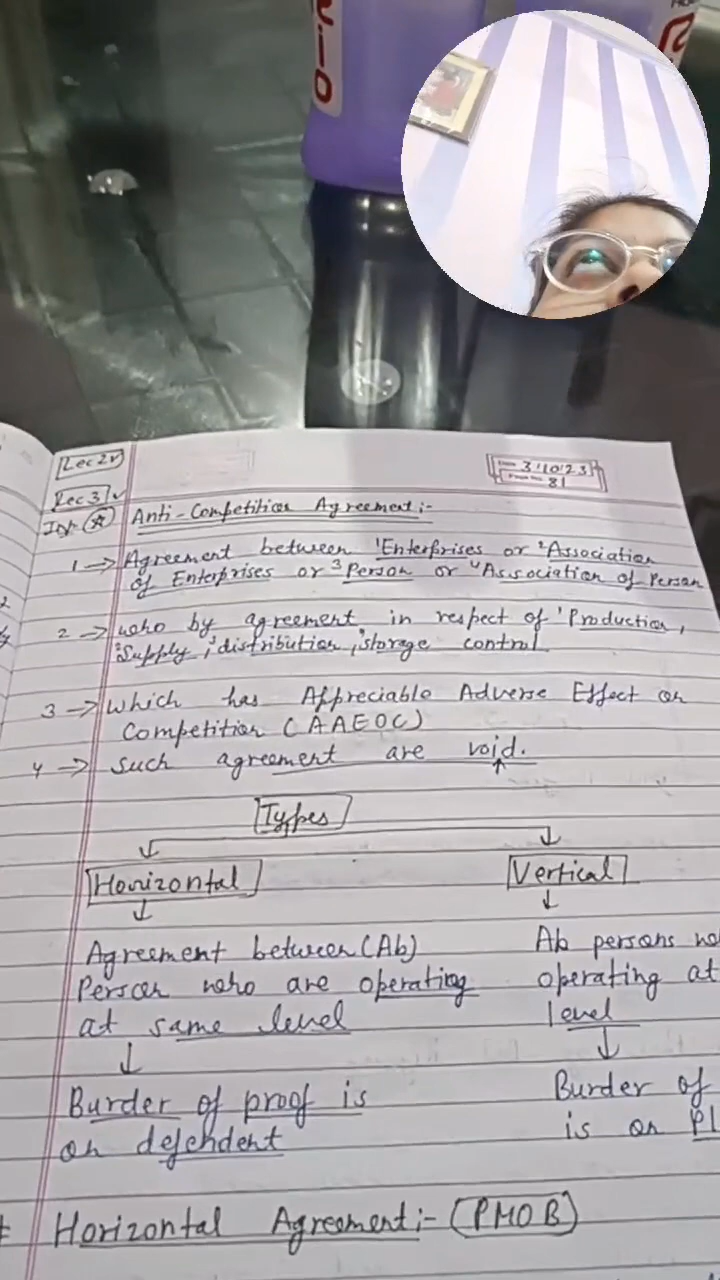 Lec 2
Rec 3
Date 3/10/23
Page No. 81
Imp. Anti-Competition Agreement:-
1 → Agreement between ¹Enterprises or ²Association
of Enterprises or ³Person or ⁴Association of Person
2 → who by agreement in respect of ¹Production,
²Supply, ³distribution, ⁴storage control
3 → which has Appreciable Adverse Effect on
Competition (AAEOC)
4 → such agreement are void.
Types
Horizontal
Vertical
Agreement between (Ab)
Person who are operating
at same level
Ab persons
operating at
level
Burden of proof is
on defendent
Burden of
is on Pl
Horizontal Agreement:- (PMOB)